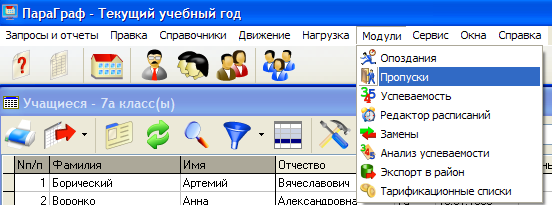 ПараГраф - Текущий учебный год
Запросы и отчеты Правка Справочники Движение Нагрузка Модули Сервис Окна Справка
Опоздания
Пропуски
Успеваемость
Редактор расписаний
Замены
Анализ успеваемости
Экспорт в район
Тарификационные списки
Учащиеся - 7а класс(ы)
№п/п Фамилия Имя Отчество
1 Борический Артемий Вячеславович
2 Воронко Анна Александровна